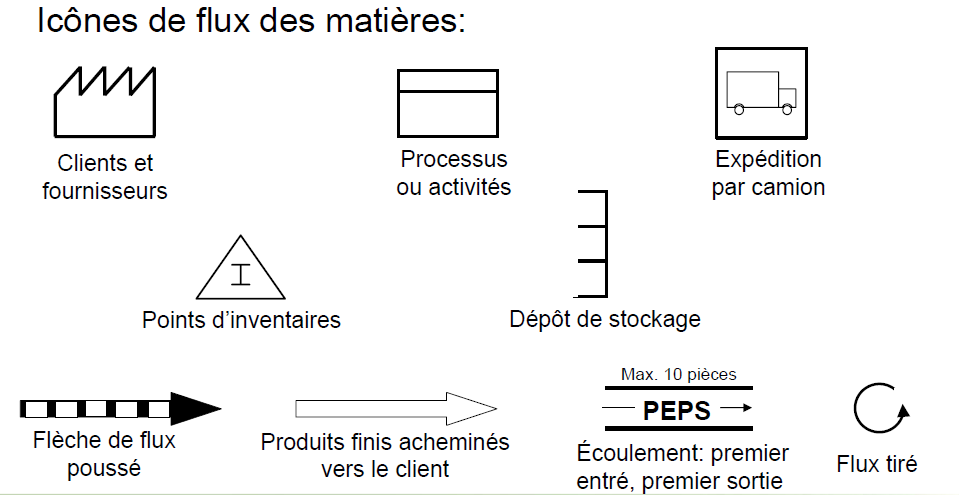 Icônes de flux des matières:
Clients et
fournisseurs
Processus
ou activités
Expédition
par camion
I
Points d'inventaires
Dépôt de stockage
Flèche de flux
poussé
Produits finis acheminés
vers le client
Max. 10 pièces
PEPS
Écoulement: premier
entré, premier sortie
Flux tiré